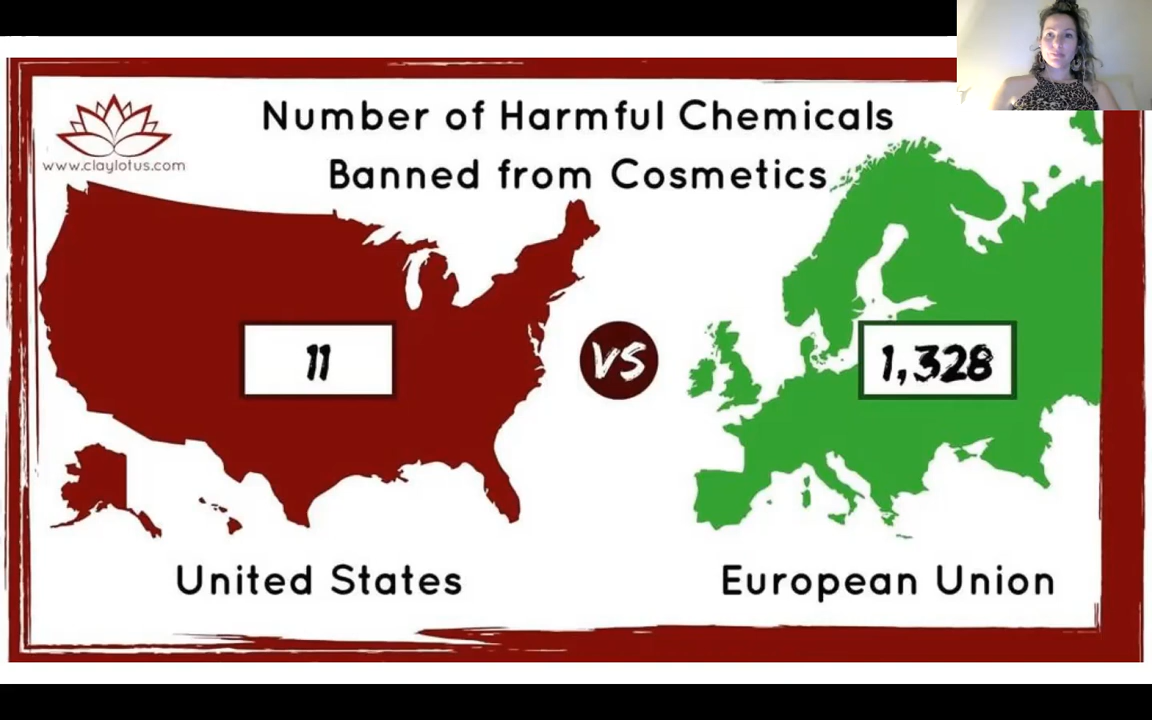 Number of Harmful Chemicals
Banned from Cosmetics
www.claylotus.com
11
VS
1,328
United States
European Union